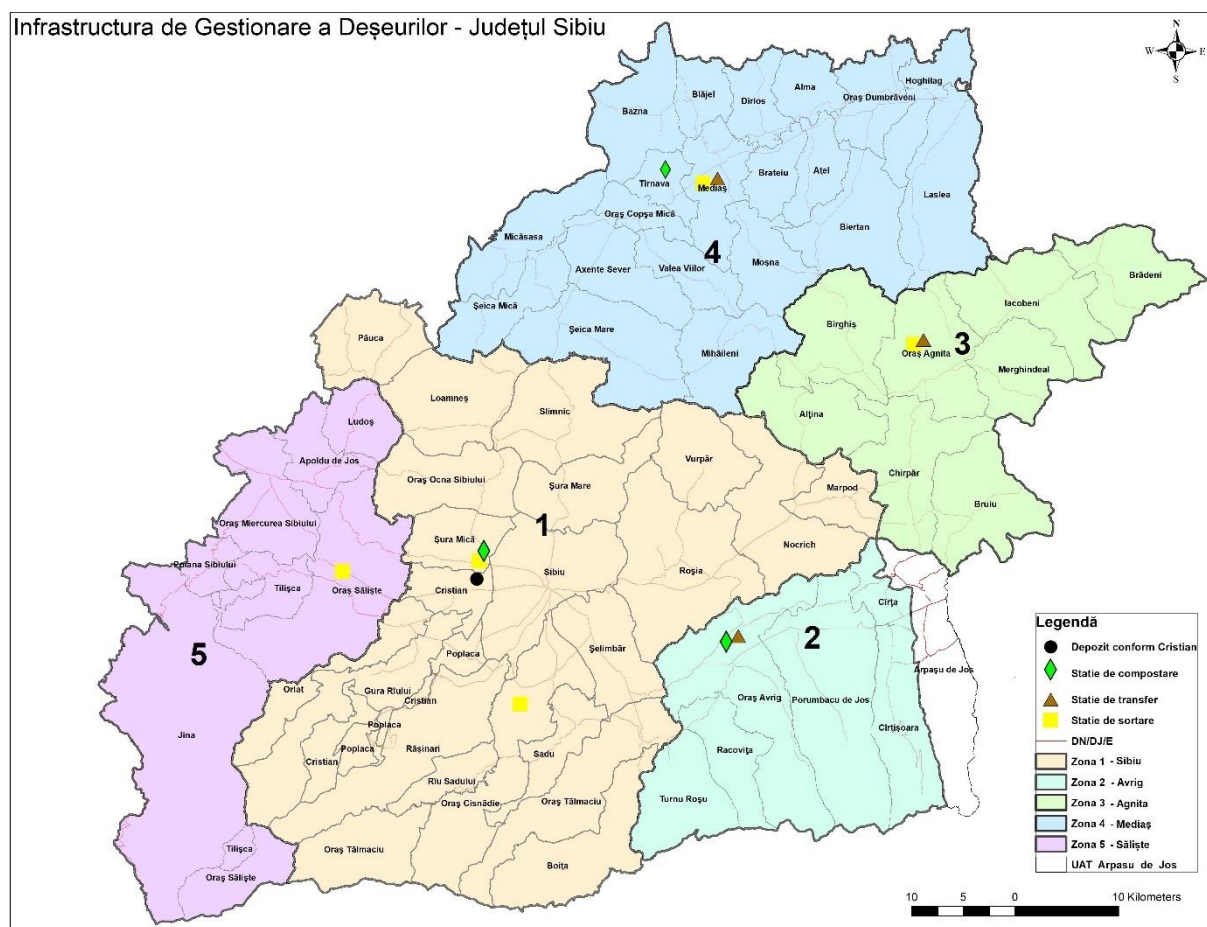 Infrastructura de Gestionare a Deșeurilor - Județul Sibiu
N
W
E
S
Hoghilag
Alma
Blăjel
Dirlos
Oraș Dumbrăveni
Bazna
Brateiu
Ațel
Tîrnava
Mediaș
Laslea
Oraș Copșa Mică
Biertan
Micăsasa
4
Moșna
Axente Sever
Valea Viilor
Brădeni
Șeica Mică
Iacobeni
Birghiș
Șeica Mare
Păuca
3
Oraș Agnita
Mihăileni
Merghindeal
Loamneș
Slimnic
Alțina
Ludoș
Vurpăr
Apoldu de Jos
Chirpăr
Oraș Ocna Sibiului
Șura Mare
Marpod
Bruiu
Oraș Miercurea Sibiului
1
Șura Mică
Nocrich
Poiana Sibiului
Sibiu
Roșia
Tilișca
Oraș Săliște
Cristian
Cîrța
2
5
Poplaca
Șelimbăr
Arpașu de Jos
Orlat
Gura Rîului
Cristian
Oraș Avrig
Porumbacu de Jos
Poplaca
Cîrțișoara
Jina
Poplaca
Rășinari
Sadu
Racovița
Cristian
Rîu Sadului
Oraș Cisnădie
Oraș Tălmaciu
Turnu Roșu
Tilișca
Oraș Tălmaciu
Boița
Oraș Săliște
Legendă
Depozit conform Cristian
Statie de compostare
Statie de transfer
Statie de sortare
DN/DJ/E
Zona 1 - Sibiu
Zona 2 - Avrig
Zona 3 - Agnita
Zona 4 - Mediaș
Zona 5 - Săliște
UAT Arpasu de Jos
10 5 0 10 Kilometers